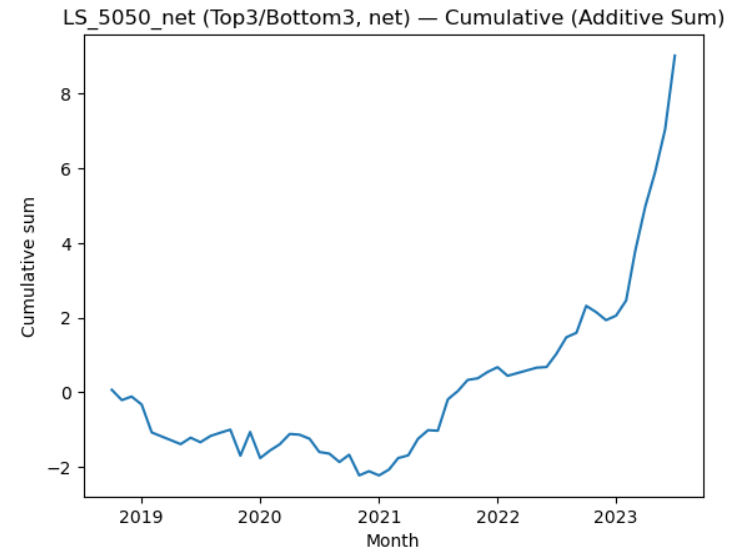 LS_5050_net (Top3/Bottom3, net) — Cumulative (Additive Sum)
8
6
4
2
0
−2
Cumulative sum
2019 2020 2021 2022 2023
Month